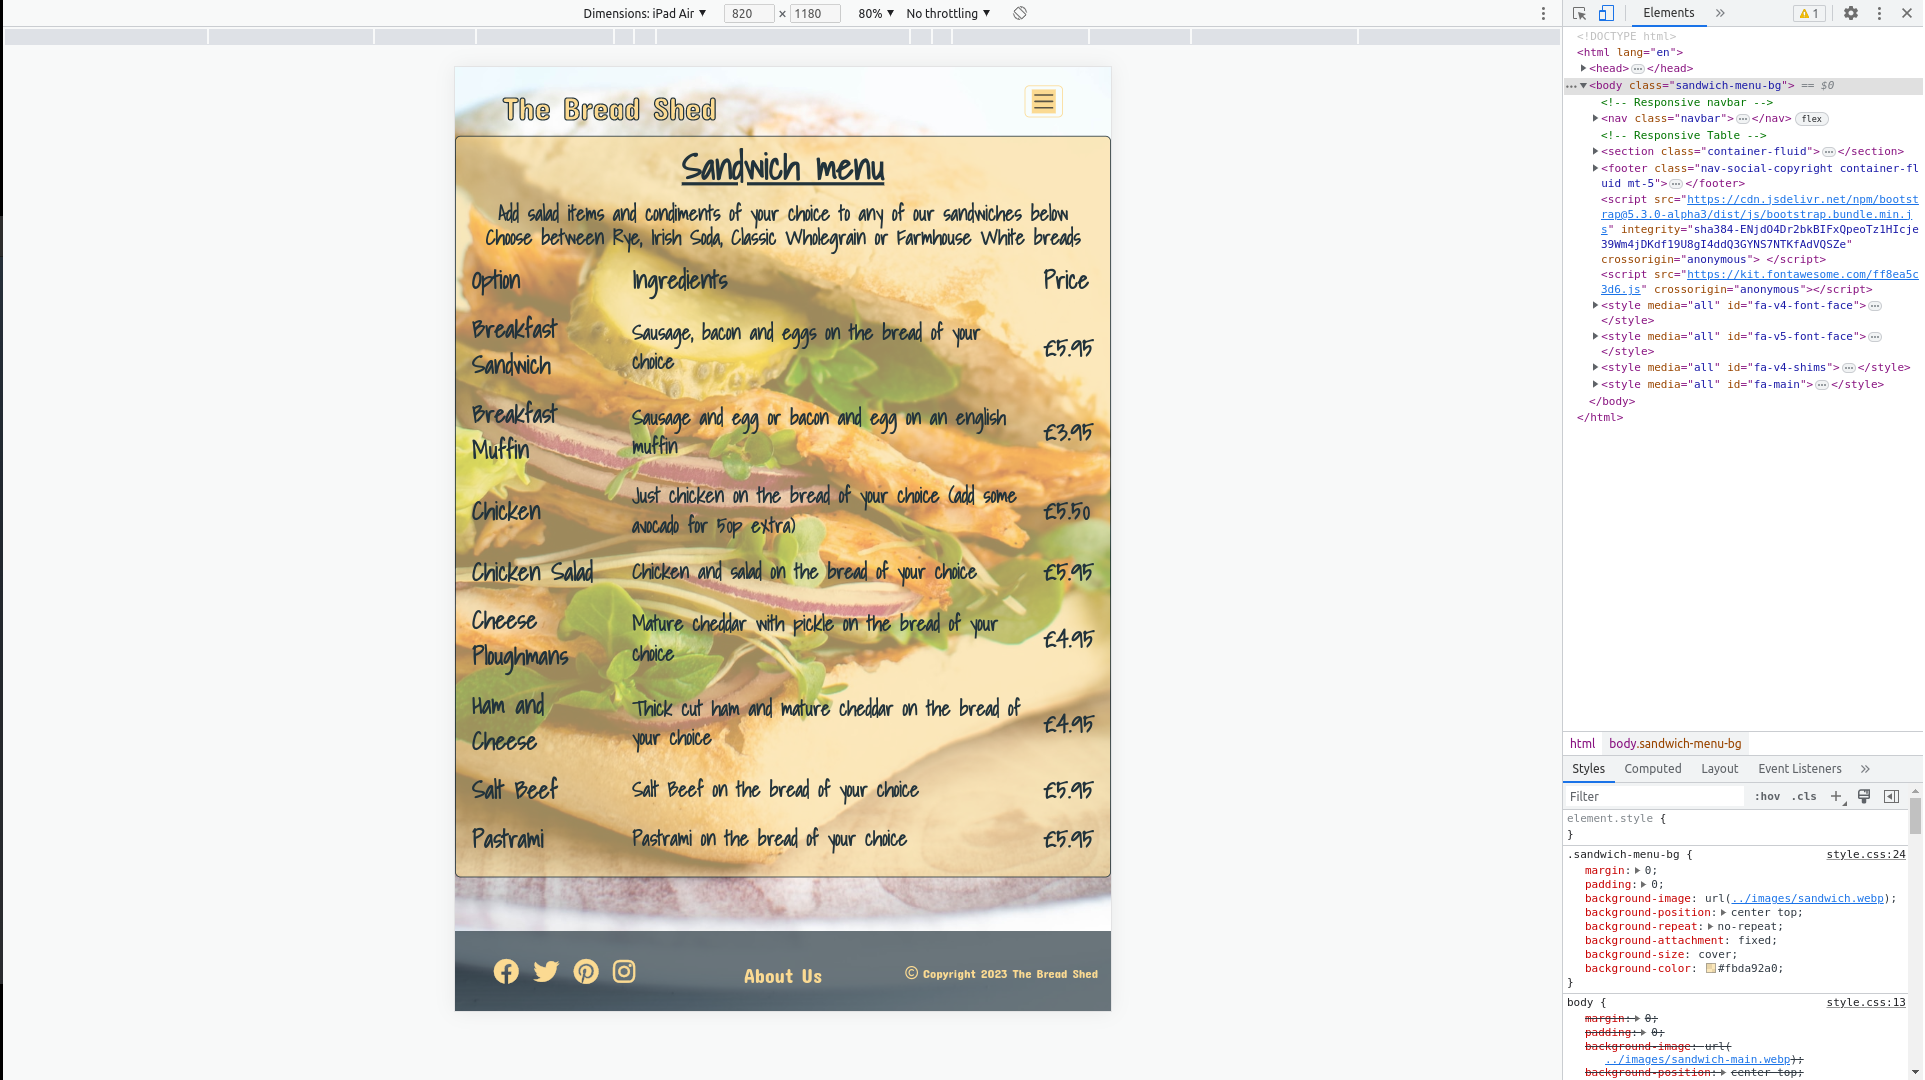 Dimensions: iPad Air ▼ 820 × 1180 80% ▼ No throttling ▼
The Bread Shed
Sandwich menu
Add salad items and condiments of your choice to any of our sandwiches below
Choose between Rye, Irish Soda, Classic Wholegrain or Farmhouse White breads
Option Ingredients Price
Breakfast Sandwich
Sausage, bacon and eggs on the bread of your
choice
£5.95
Breakfast Muffin
Sausage and egg or bacon and egg on an english
muffin
£3.95
Chicken
Just chicken on the bread of your choice (add some
avocado for 50p extra)
£5.50
Chicken Salad Chicken and salad on the bread of your choice £5.95
Cheese
Ploughmans
Mature cheddar with pickle on the bread of your
choice
£4.95
Ham and
Cheese
Thick cut ham and mature cheddar on the bread of
your choice
£4.95
Salt Beef Salt Beef on the bread of your choice £5.95
Pastrami Pastrami on the bread of your choice £5.95
About Us
© Copyright 2023 The Bread Shed
Elements » 1
<!DOCTYPE html>
<html lang="en">
<head>…</head>
<body class="sandwich-menu-bg"> == $0
<!-- Responsive navbar -->
<nav class="navbar">…</nav> flex
<!-- Responsive Table -->
<section class="container-fluid">…</section>
<footer class="nav-social-copyright container-fl
uid mt-5">…</footer>
<script src="https://cdn.jsdelivr.net/npm/bootst
rap@5.3.0-alpha3/dist/js/bootstrap.bundle.min.j
s" integrity="sha384-ENjdO4Dr2bkBIFxQpeoTz1HIcje
39Wm4jDKdf19U8gI4ddQ3GYNS7NTKfAdVQSZe"
crossorigin="anonymous"> </script>
<script src="https://kit.fontawesome.com/ff8ea5c
3d6.js" crossorigin="anonymous"></script>
<style media="all" id="fa-v4-font-face">…
</style>
<style media="all" id="fa-v5-font-face">…
</style>
<style media="all" id="fa-v4-shims">…</style>
<style media="all" id="fa-main">…</style>
</body>
</html>
html body.sandwich-menu-bg
Styles Computed Layout Event Listeners »
Filter :hov .cls +
element.style {
}
.sandwich-menu-bg { style.css:24
margin: 0;
padding: 0;
background-image: url(../images/sandwich.webp);
background-position: center top;
background-repeat: no-repeat;
background-attachment: fixed;
background-size: cover;
background-color: #fbda92a0;
}
body { style.css:13
margin: 0;
padding: 0;
background-image: url(
../images/sandwich-main.webp);
background-position: center top;